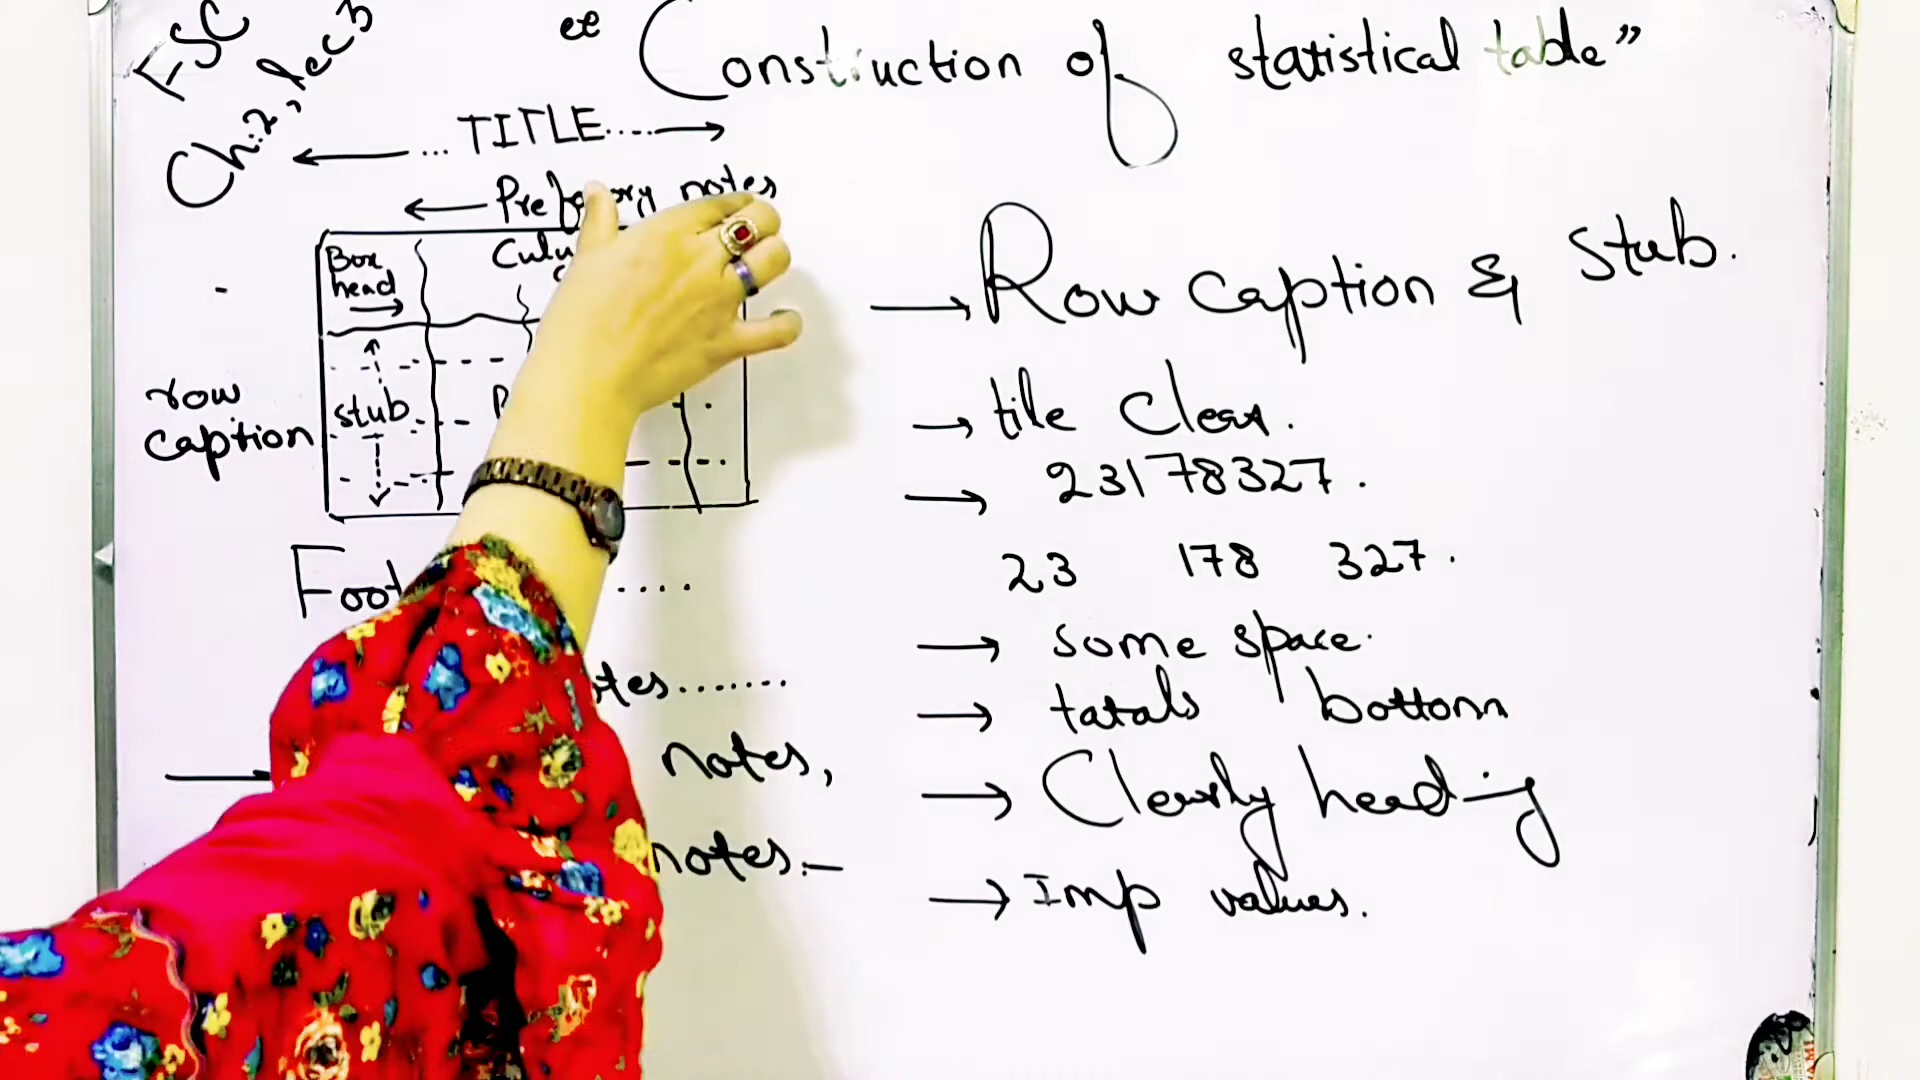 FSC
Ch:2, lec 3
"Construction of statistical table"
... TITLE.....
Prefatory notes
Box
head
row
caption
stub
Foot ....
notes,
notes.
Row caption & Stub.
tile Clear.
23178327.
23 178 327.
some space.
tatals bottom
Clearly heading
Imp values.